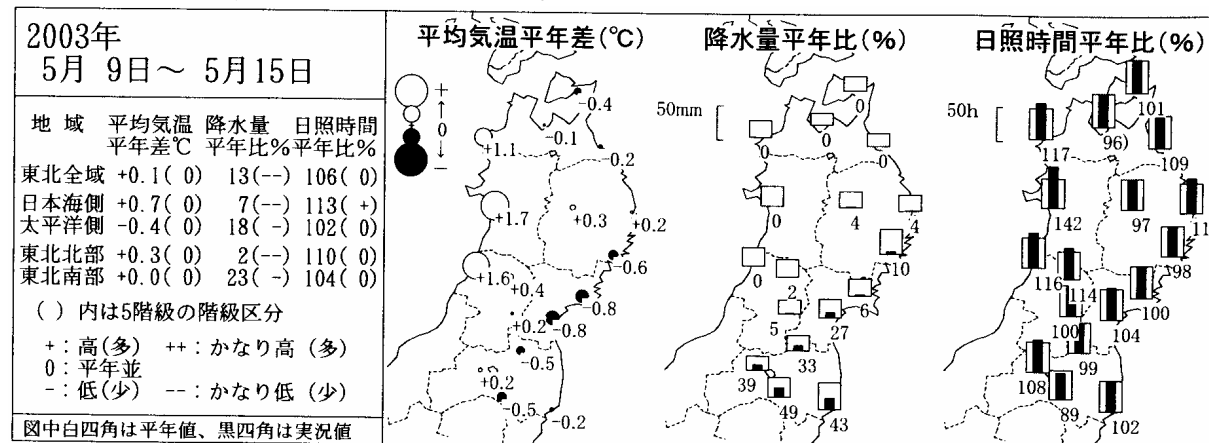 2003年
5月 9日～ 5月15日
地 域 平均気温 降水量 日照時間
平年差℃ 平年比% 平年比%
東北全域 +0.1( 0) 13(--) 106( 0)
日本海側 +0.7( 0) 7(--) 113( +)
太平洋側 -0.4( 0) 18( -) 102( 0)
東北北部 +0.3( 0) 2(--) 110( 0)
東北南部 +0.0( 0) 23( -) 104( 0)
( ) 内は5階級の階級区分
+：高(多) ++：かなり高 (多)
0：平年並
-：低(少) --：かなり低 (少)
図中白四角は平年値、黒四角は実況値
平均気温平年差(℃)
+
↑
0
↓
-
-0.4
-0.1
+1.1
-0.2
+1.7
+0.3
+0.2
-0.6
+1.6
+0.4
-0.8
+0.2
-0.8
-0.5
+0.2
-0.5
-0.2
降水量平年比(%)
50mm
0
0
0
0
0
4
4
10
0
2
6
5
27
33
39
49
43
日照時間平年比(%)
50h
101
96)
117
109
142
97
98
116
114
100
100
104
99
108
89
102